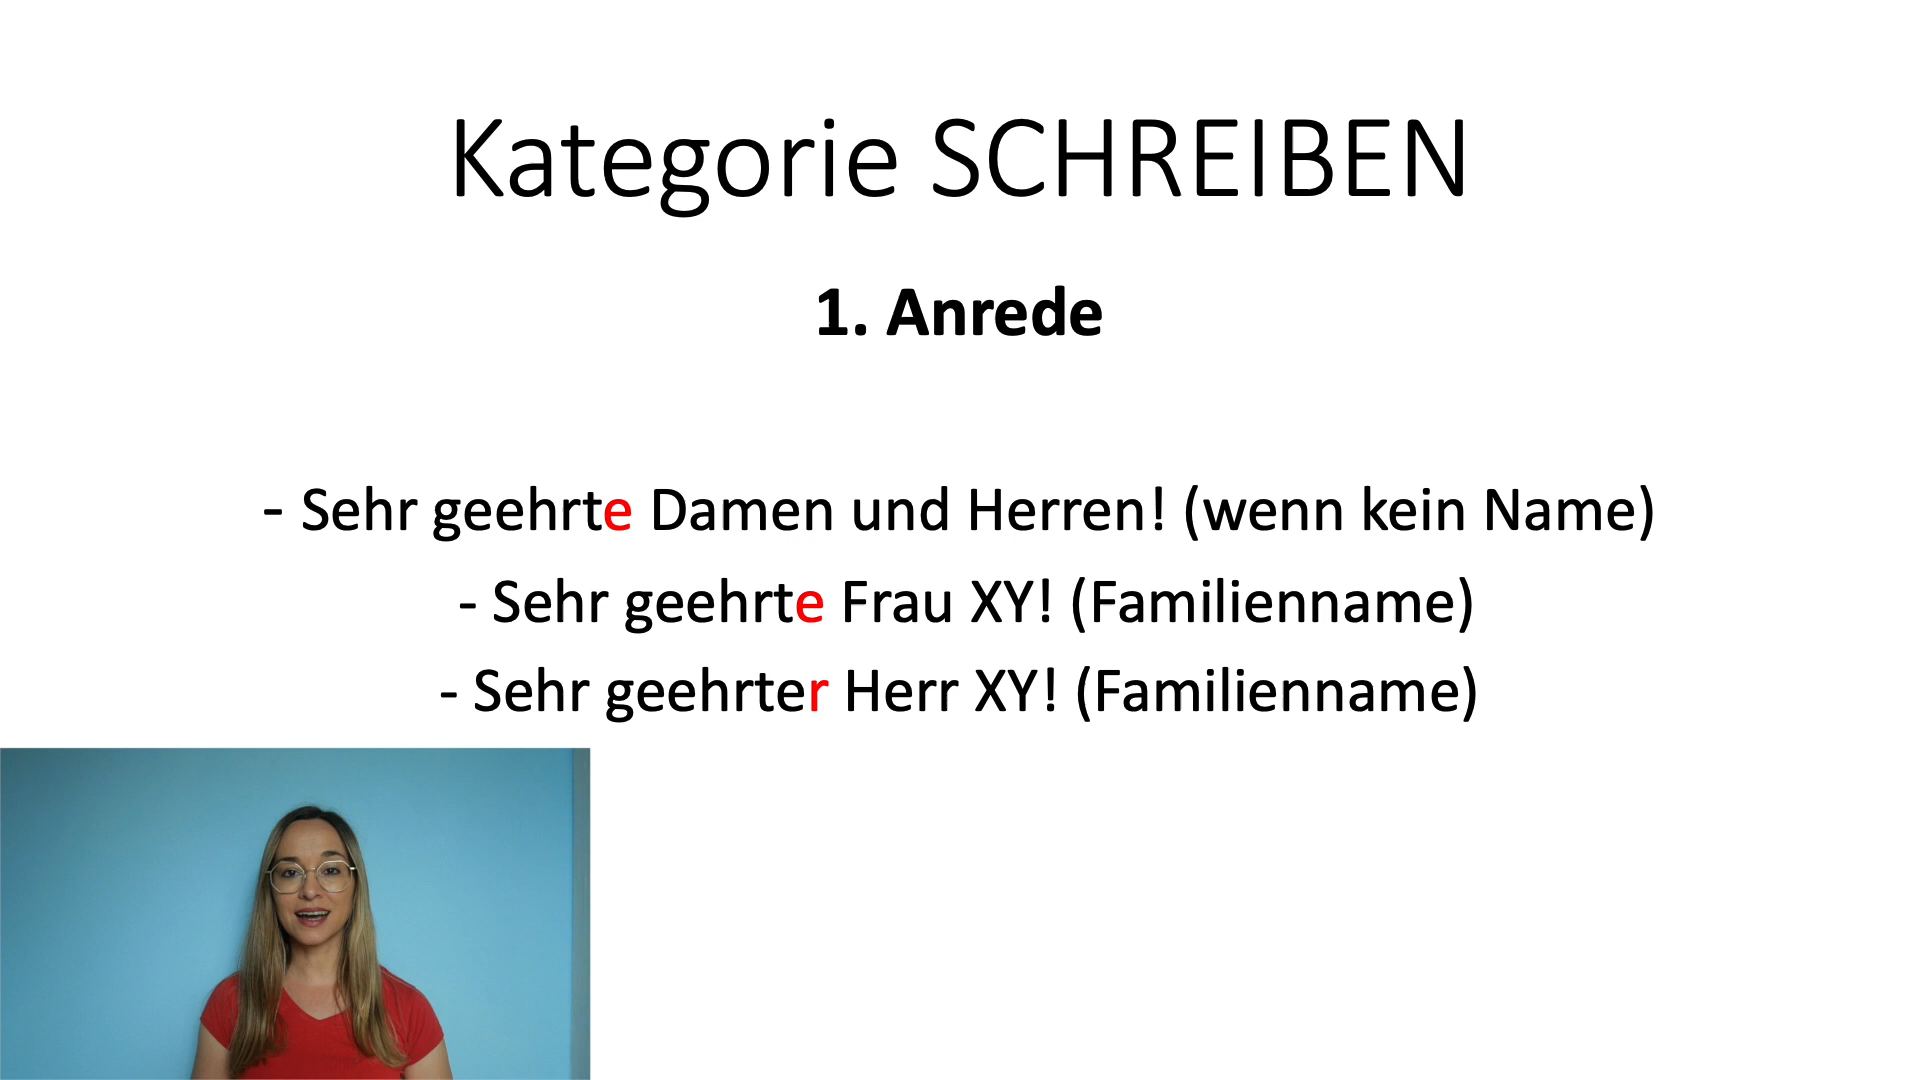 Kategorie SCHREIBEN
1. Anrede
- Sehr geehrte Damen und Herren! (wenn kein Name)
- Sehr geehrte Frau XY! (Familienname)
- Sehr geehrter Herr XY! (Familienname)